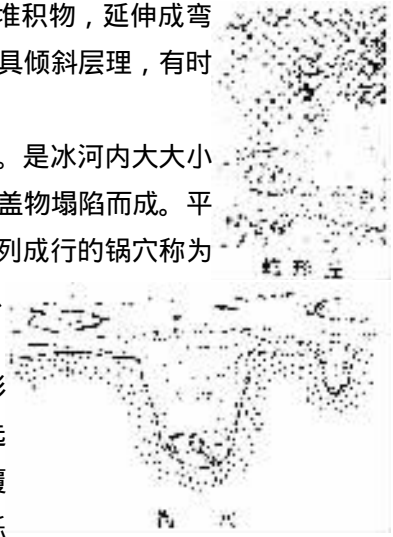 堆积物，延伸成弯
具倾斜层理，有时
。是冰河内大大小
盖物塌陷而成。平
列成行的锅穴称为
蛇形丘
锅穴